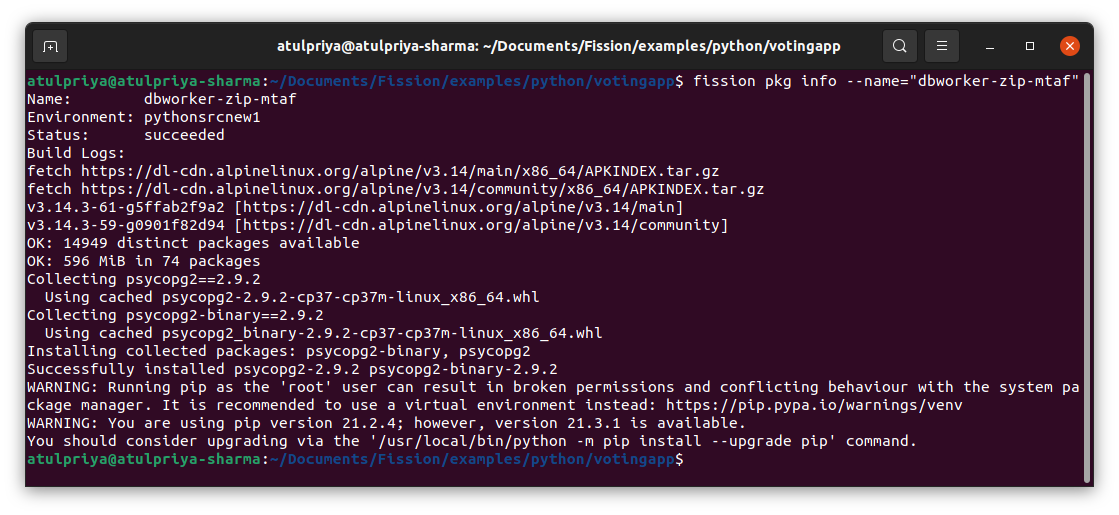 atulpriya@atulpriya-sharma: ~/Documents/Fission/examples/python/votingapp
atulpriya@atulpriya-sharma:~/Documents/Fission/examples/python/votingapp$ fission pkg info --name="dbworker-zip-mtaf"
Name:        dbworker-zip-mtaf
Environment: pythonsrcnew1
Status:      succeeded
Build Logs:
fetch https://dl-cdn.alpinelinux.org/alpine/v3.14/main/x86_64/APKINDEX.tar.gz
fetch https://dl-cdn.alpinelinux.org/alpine/v3.14/community/x86_64/APKINDEX.tar.gz
v3.14.3-61-g5ffab2f9a2 [https://dl-cdn.alpinelinux.org/alpine/v3.14/main]
v3.14.3-59-g0901f82d94 [https://dl-cdn.alpinelinux.org/alpine/v3.14/community]
OK: 14949 distinct packages available
OK: 596 MiB in 74 packages
Collecting psycopg2==2.9.2
  Using cached psycopg2-2.9.2-cp37-cp37m-linux_x86_64.whl
Collecting psycopg2-binary==2.9.2
  Using cached psycopg2_binary-2.9.2-cp37-cp37m-linux_x86_64.whl
Installing collected packages: psycopg2-binary, psycopg2
Successfully installed psycopg2-2.9.2 psycopg2-binary-2.9.2
WARNING: Running pip as the 'root' user can result in broken permissions and conflicting behaviour with the system pa
ckage manager. It is recommended to use a virtual environment instead: https://pip.pypa.io/warnings/venv
WARNING: You are using pip version 21.2.4; however, version 21.3.1 is available.
You should consider upgrading via the '/usr/local/bin/python -m pip install --upgrade pip' command.
atulpriya@atulpriya-sharma:~/Documents/Fission/examples/python/votingapp$